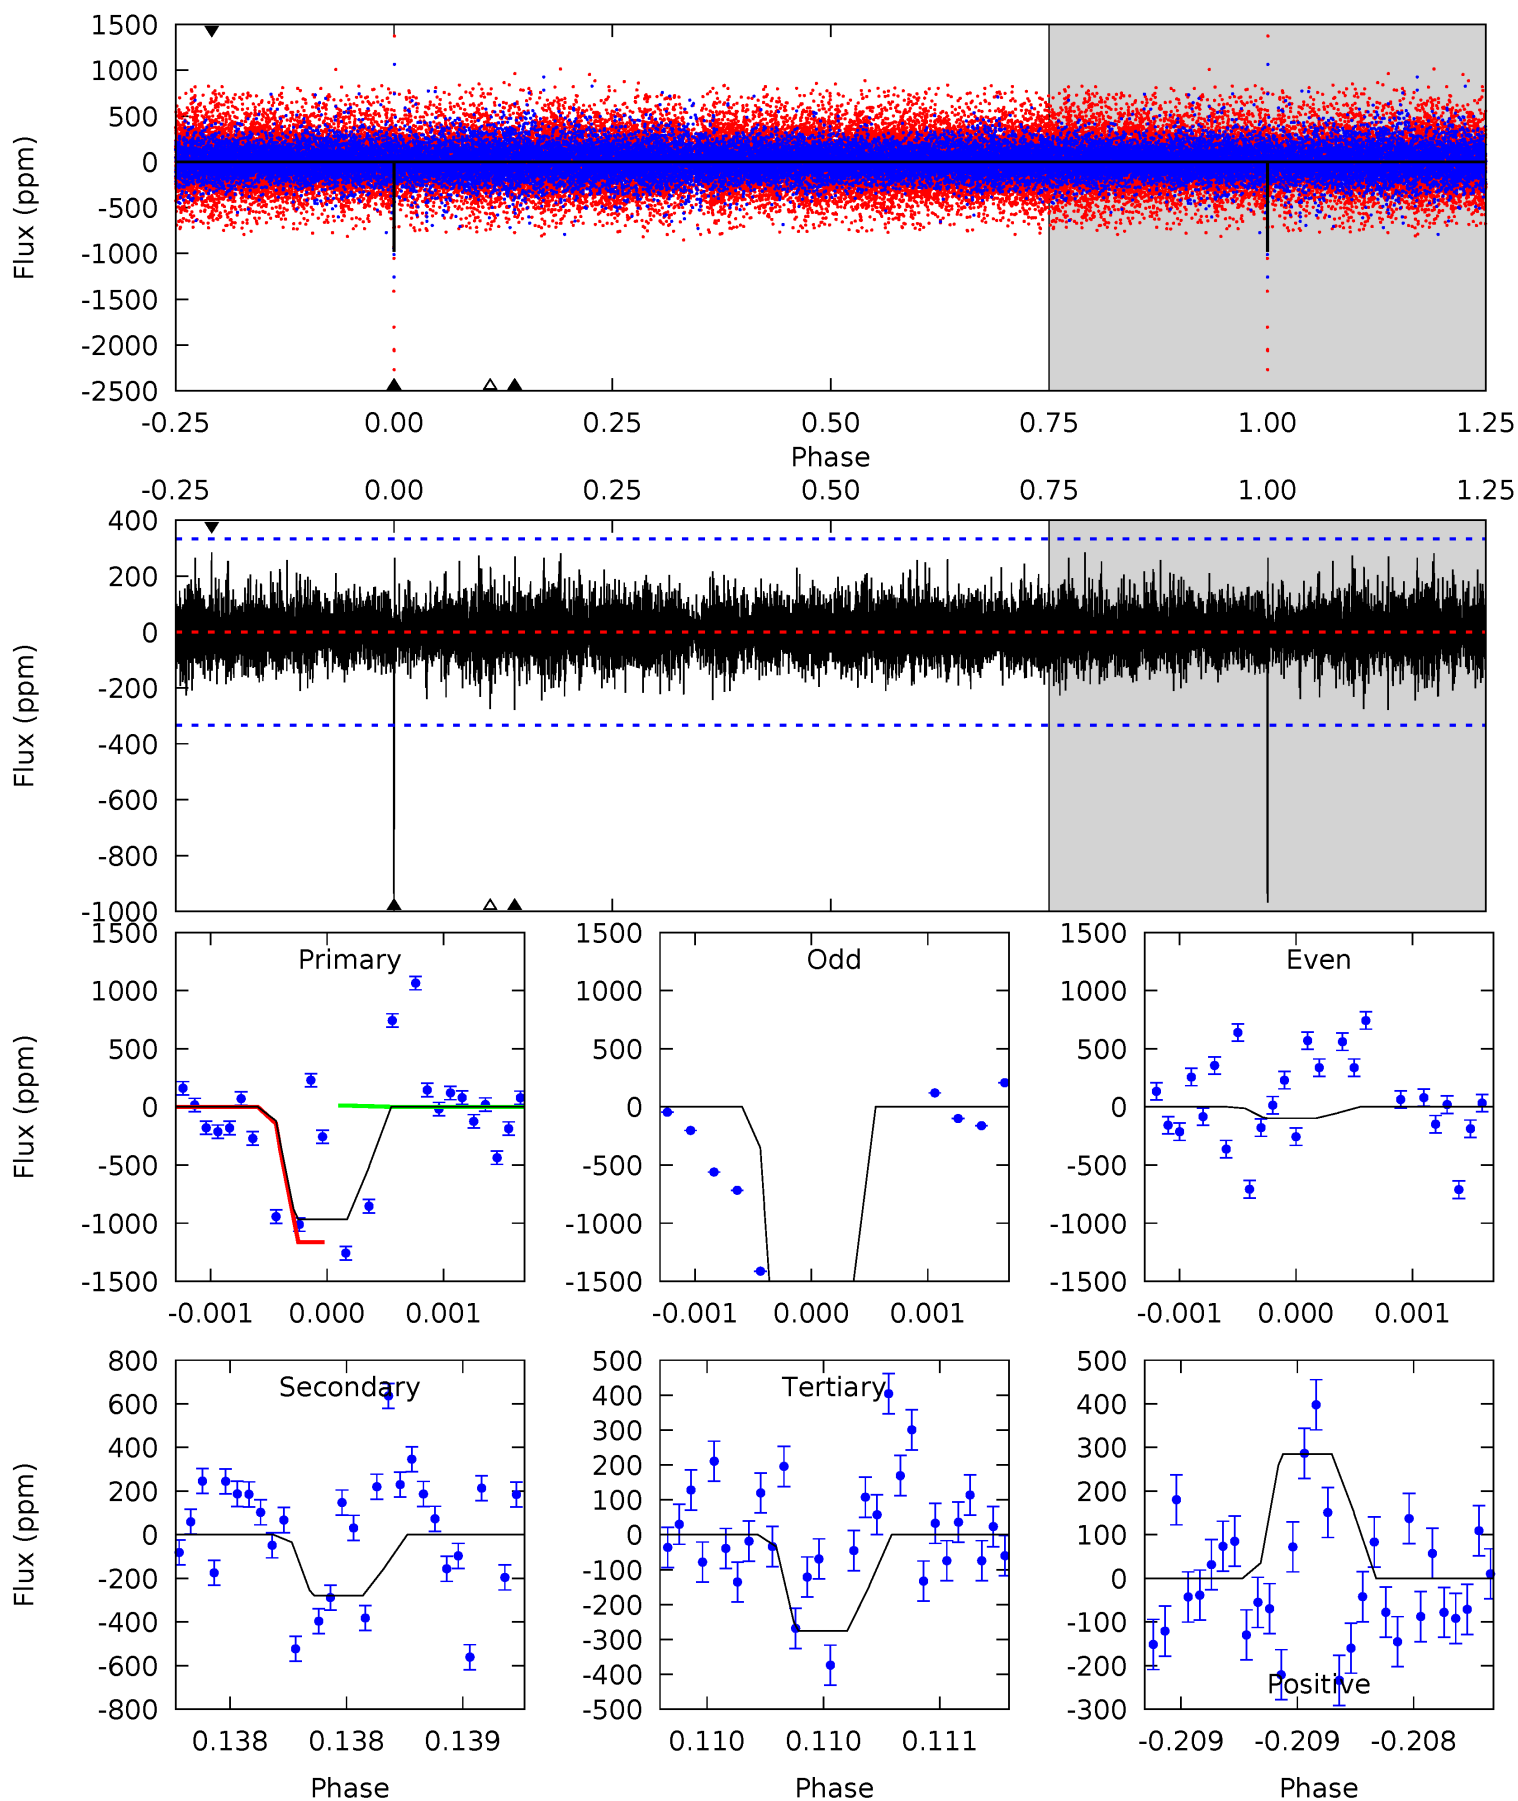 1500
1000
500
0
-500
-1000
-1500
-2000
-2500
Flux (ppm)
-0.25 0.00 0.25 0.50 0.75 1.00 1.25
Phase
-0.25 0.00 0.25 0.50 0.75 1.00 1.25
400
200
0
-200
-400
-600
-800
-1000
Flux (ppm)
Primary Odd Even
1500 1500 1500
1000 1000 1000
500 500 500
0 0 0
-500 -500 -500
-1000 -1000 -1000
-1500 -1500 -1500
Flux (ppm)
-0.001 0.000 0.001 -0.001 0.000 0.001 -0.001 0.000 0.001
Secondary Tertiary Positive
800 500 500
600 400 400
400 300 300
200 200 200
0 100 100
-200 0 0
-400 -100 -100
-600 -200 -200
-800 -300 -300
-400
-500
Flux (ppm)
0.138 0.138 0.139 0.110 0.110 0.111 -0.209 -0.209 -0.208
Phase Phase Phase